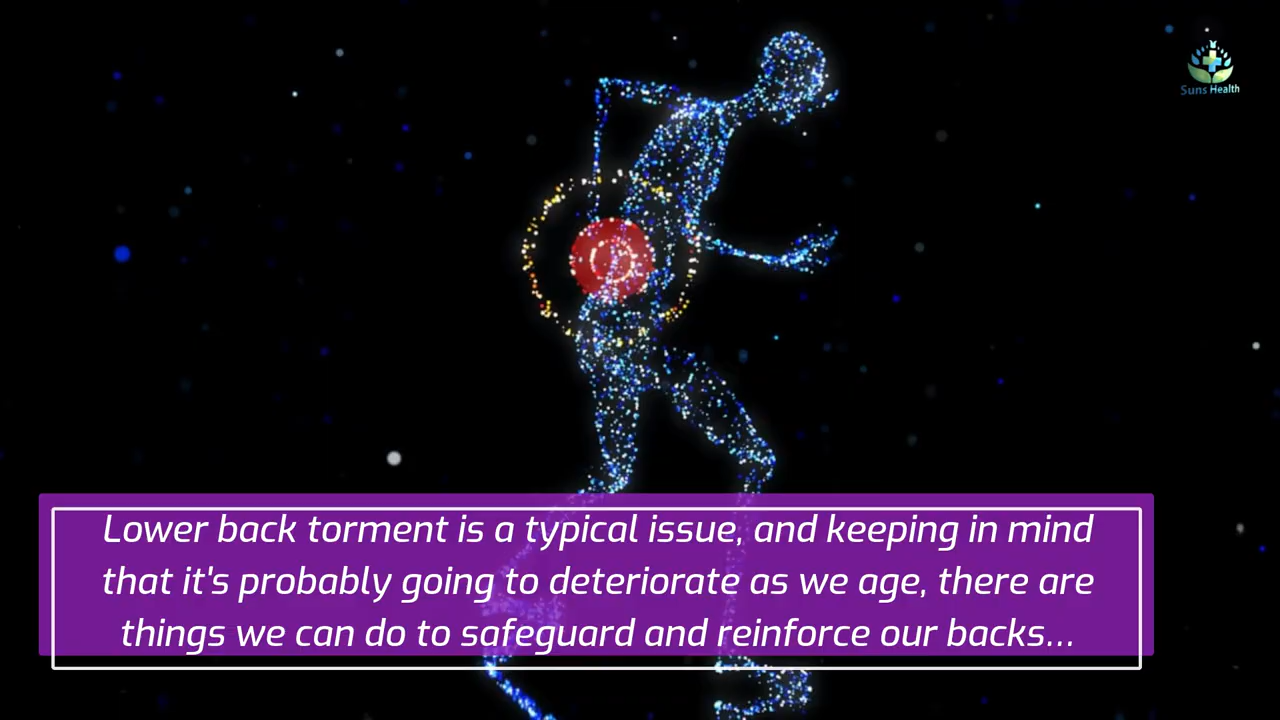 Suns Health
Lower back torment is a typical issue, and keeping in mind
that it's probably going to deteriorate as we age, there are
things we can do to safeguard and reinforce our backs...